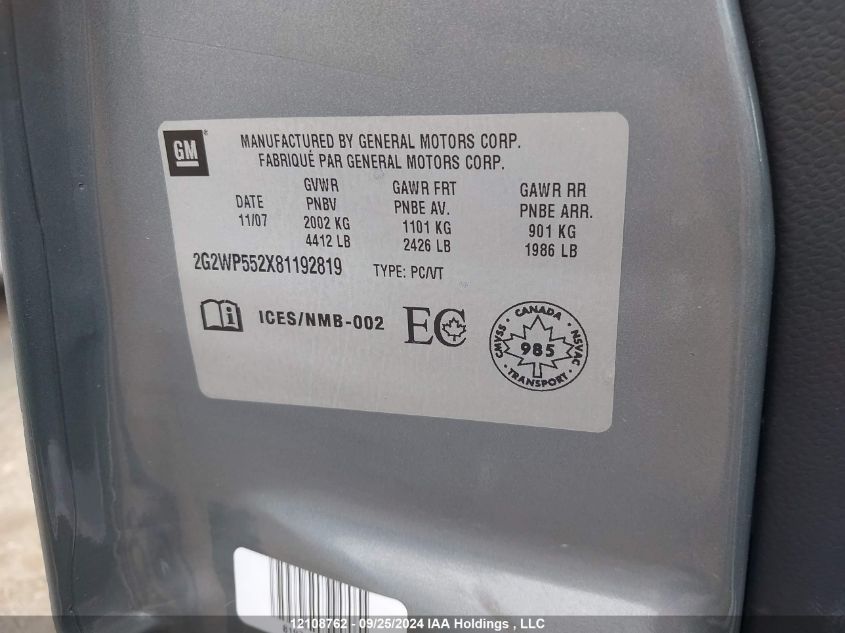 GM
MANUFACTURED BY GENERAL MOTORS CORP.
FABRIQUÉ PAR GENERAL MOTORS CORP.
DATE
11/07
GVWR
PNBV
2002 KG
4412 LB
GAWR FRT
PNBE AV.
1101 KG
2426 LB
GAWR RR
PNBE ARR.
901 KG
1986 LB
2G2WP552X81192819 TYPE: PC/VT
i ICES/NMB-002 EC
CANADA
CMVSS NSVAC
985
TRANSPORT
12108762 - 09/25/2024 IAA Holdings , LLC